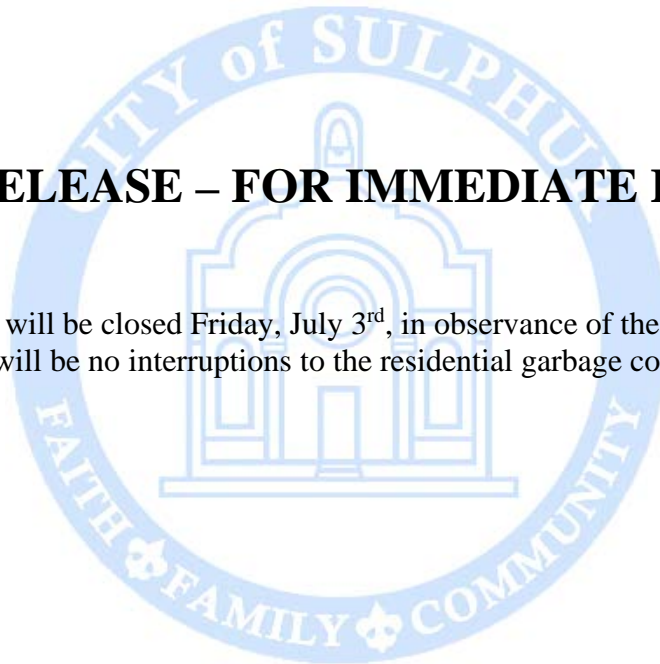 CITY of SULPHUR
ELEASE – FOR IMMEDIATE
will be closed Friday, July 3rd, in observance of the
will be no interruptions to the residential garbage co
FAITH FAMILY COMMUNITY